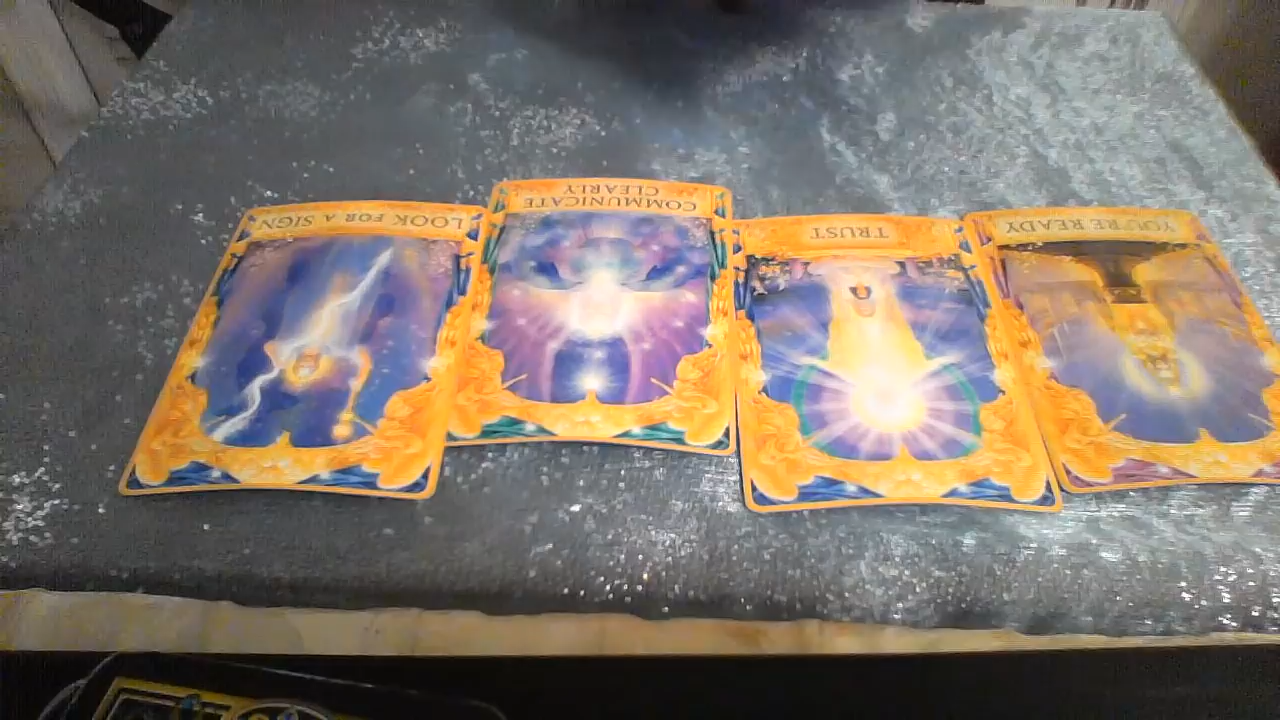 LOOK FOR A SIGN
COMMUNICATE
CLEARLY
TRUST
YOU'RE READY